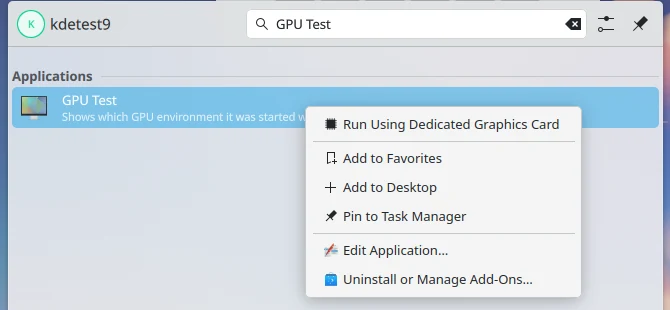 K kdetest9
GPU Test
Applications
GPU Test
Shows which GPU environment it was started w
Run Using Dedicated Graphics Card
Add to Favorites
Add to Desktop
Pin to Task Manager
Edit Application...
Uninstall or Manage Add-Ons...